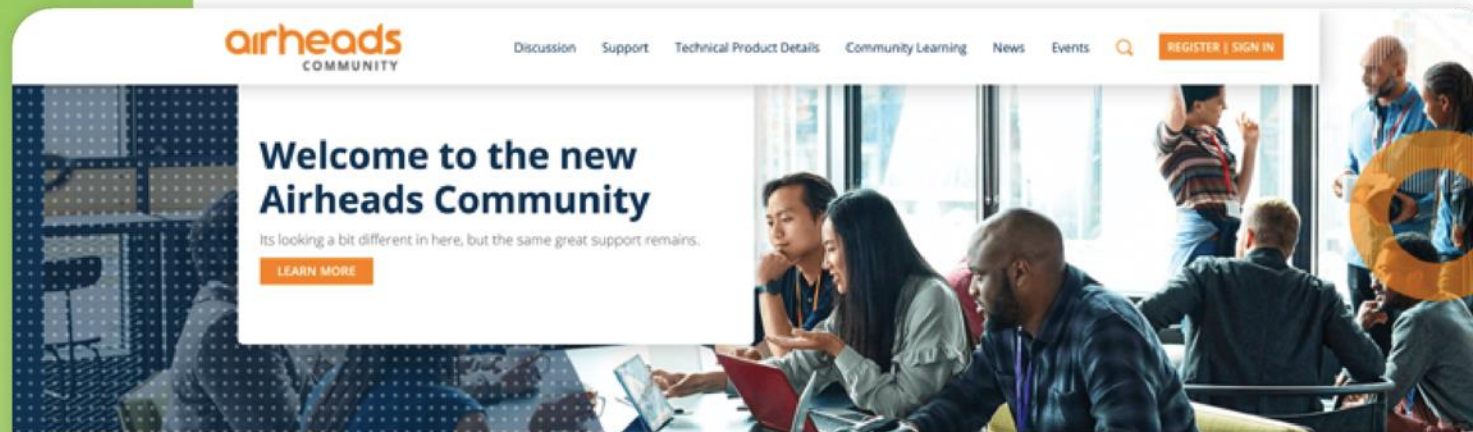 airheads
COMMUNITY
Discussion Support Technical Product Details Community Learning News Events REGISTER | SIGN IN
Welcome to the new
Airheads Community
Its looking a bit different in here, but the same great support remains.
LEARN MORE